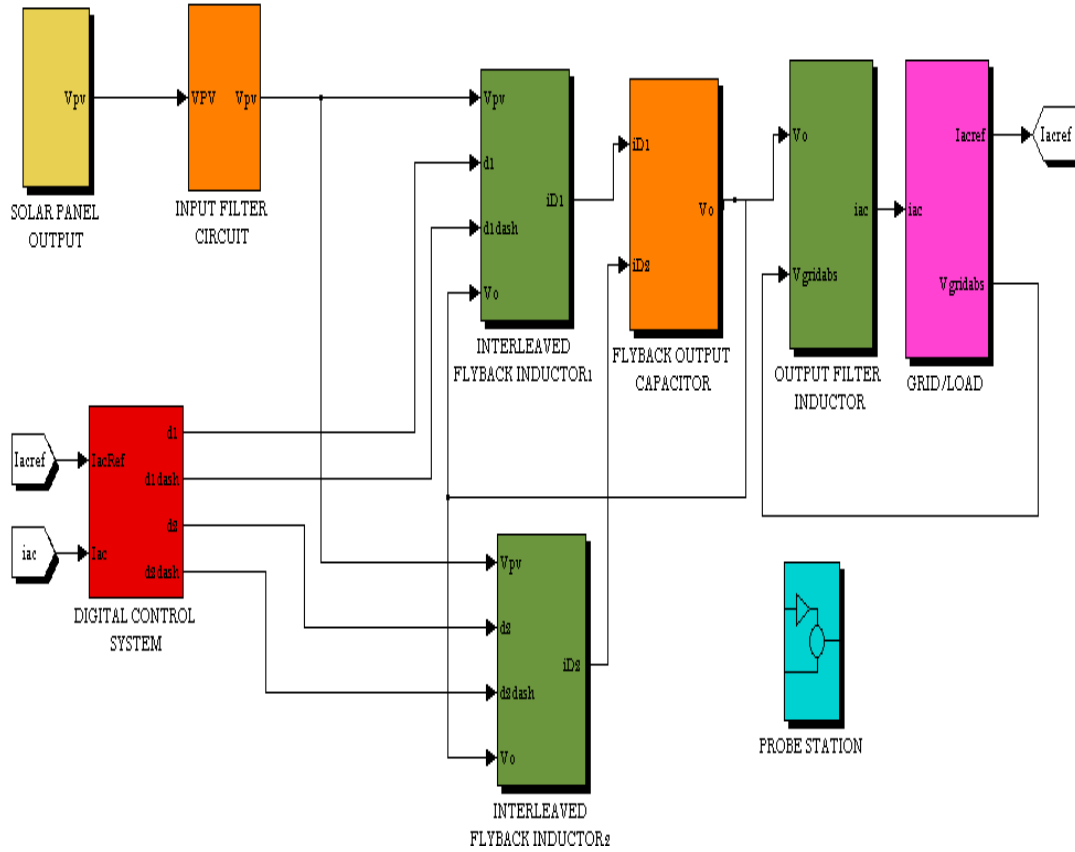 Vpv
SOLAR PANEL
OUTPUT
VPV
Vpv
INPUT FILTER
CIRCUIT
Vpv
d1
d1dash
Vo
iD1
INTERLEAVED
FLYBACK INDUCTOR1
iD1
iD2
Vo
FLYBACK OUTPUT
CAPACITOR
Vo
Vgridabs
iac
OUTPUT FILTER
INDUCTOR
iac
Iacref
Vgridabs
GRID/LOAD
Iacref
Iacref
iac
IacRef
Iac
d1
d1dash
d2
d2dash
DIGITAL CONTROL
SYSTEM
Vpv
d2
d2dash
Vo
iD2
INTERLEAVED
FLYBACK INDUCTOR2
PROBE STATION